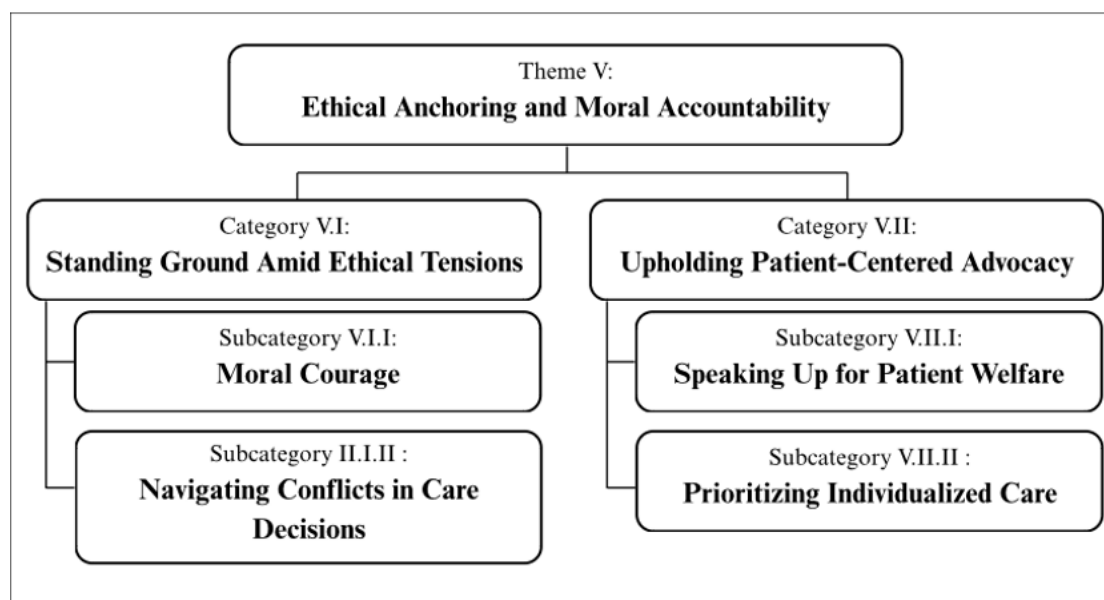 Theme V:
Ethical Anchoring and Moral Accountability
Category V.I:
Standing Ground Amid Ethical Tensions
Subcategory V.I.I:
Moral Courage
Subcategory II.I.II :
Navigating Conflicts in Care
Decisions
Category V.II:
Upholding Patient-Centered Advocacy
Subcategory V.II.I:
Speaking Up for Patient Welfare
Subcategory V.II.II :
Prioritizing Individualized Care